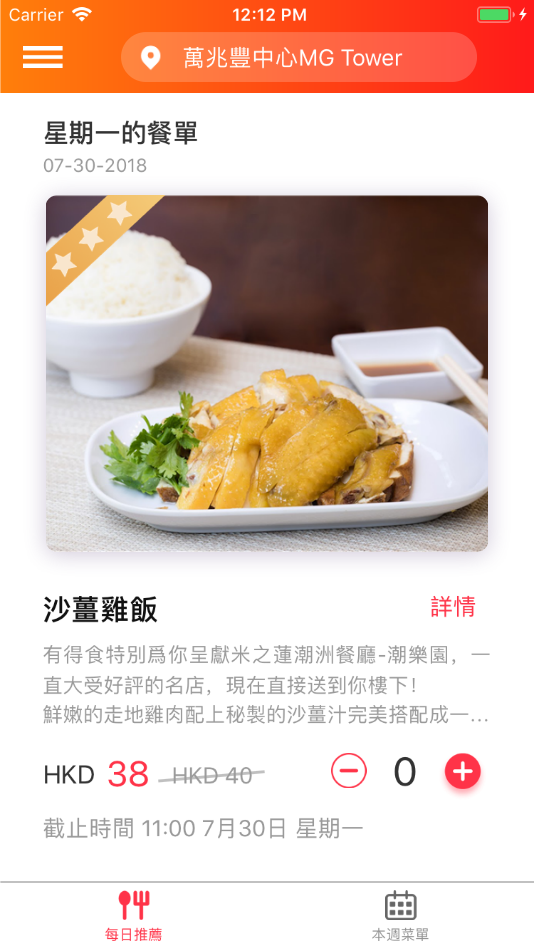 Carrier 12:12 PM
萬兆豐中心MG Tower
星期一的餐單
07-30-2018
沙薑雞飯 詳情
有得食特別爲你呈獻米之蓮潮洲餐廳-潮樂園，一
直大受好評的名店，現在直接送到你樓下！
鮮嫩的走地雞肉配上秘製的沙薑汁完美搭配成一...
HKD 38 HKD 40 0
截止時間 11:00 7月30日 星期一
每日推薦 本週菜單